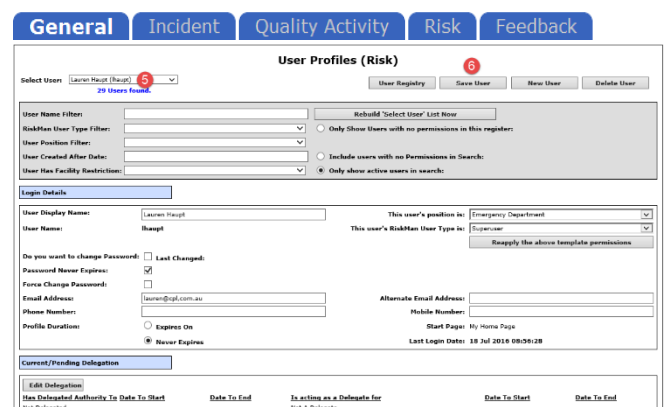 General Incident Quality Activity Risk Feedback
User Profiles (Risk)
Select User: Lauren Haupt (lhaupt) 5
6
29 Users found.
User Registry Save User New User Delete User
User Name Filter: Rebuild 'Select User' List Now
RiskMan User Type Filter: Only Show Users with no permissions in this register:
User Position Filter:
User Created After Date: Include users with no Permissions in Search:
User Has Facility Restriction: Only show active users in search:
Login Details
User Display Name: Lauren Haupt This user's position is: Emergency Department
User Name: lhaupt This user's RiskMan User Type is: Superuser
Reapply the above template permissions
Do you want to change Password: Last Changed:
Password Never Expires:
Force Change Password:
Email Address: lauren@cpl.com.au Alternate Email Address:
Phone Number: Mobile Number:
Profile Duration: Expires On Start Page: My Home Page
Never Expires Last Login Date: 18 Jul 2016 08:56:28
Current/Pending Delegation
Edit Delegation
Has Delegated Authority To Date To Start Date To End Is acting as a Delegate for Date To Start Date To End
Not Delegated Not A Delegate